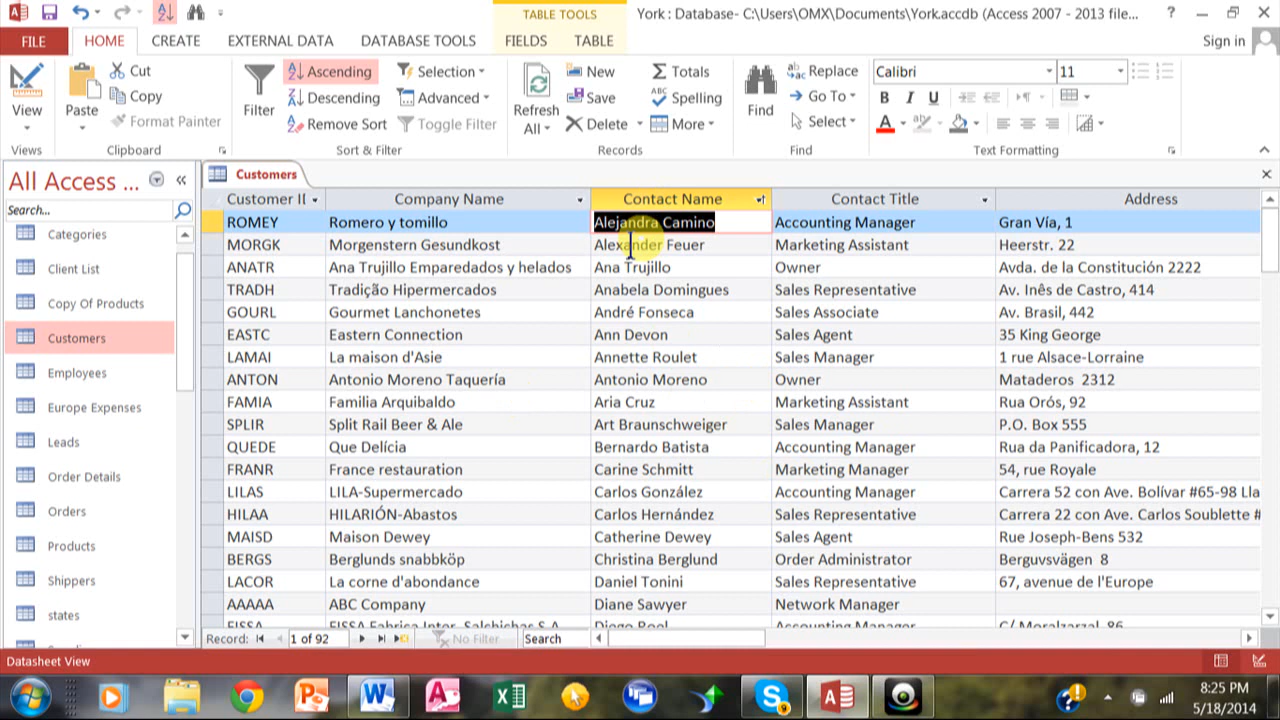 TABLE TOOLS
York : Database- C:\Users\OMX\Documents\York.accdb (Access 2007 - 2013 file...
FILE HOME CREATE EXTERNAL DATA DATABASE TOOLS FIELDS TABLE Sign in
View
Views
Paste
Cut
Copy
Format Painter
Clipboard
Filter
Ascending
Descending
Remove Sort
Selection
Advanced
Toggle Filter
Sort & Filter
Refresh
All
New
Save
Delete
Totals
Spelling
More
Records
Find
Replace
Go To
Select
Find
Calibri 11
B I U
A
Text Formatting
All Access ...
Search...
Categories
Client List
Copy Of Products
Customers
Employees
Europe Expenses
Leads
Order Details
Orders
Products
Shippers
states
Customers
Customer I Company Name Contact Name Contact Title Address
ROMEY Romero y tomillo Alejandra Camino Accounting Manager Gran Vía, 1
MORGK Morgenstern Gesundkost Alexander Feuer Marketing Assistant Heerstr. 22
ANATR Ana Trujillo Emparedados y helados Ana Trujillo Owner Avda. de la Constitución 2222
TRADH Tradição Hipermercados Anabela Domingues Sales Representative Av. Inês de Castro, 414
GOURL Gourmet Lanchonetes André Fonseca Sales Associate Av. Brasil, 442
EASTC Eastern Connection Ann Devon Sales Agent 35 King George
LAMAI La maison d'Asie Annette Roulet Sales Manager 1 rue Alsace-Lorraine
ANTON Antonio Moreno Taquería Antonio Moreno Owner Mataderos 2312
FAMIA Familia Arquibaldo Aria Cruz Marketing Assistant Rua Orós, 92
SPLIR Split Rail Beer & Ale Art Braunschweiger Sales Manager P.O. Box 555
QUEDE Que Delícia Bernardo Batista Accounting Manager Rua da Panificadora, 12
FRANR France restauration Carine Schmitt Marketing Manager 54, rue Royale
LILAS LILA-Supermercado Carlos González Accounting Manager Carrera 52 con Ave. Bolívar #65-98 Lla
HILAA HILARIÓN-Abastos Carlos Hernández Sales Representative Carrera 22 con Ave. Carlos Soublette #
MAISD Maison Dewey Catherine Dewey Sales Agent Rue Joseph-Bens 532
BERGS Berglunds snabbköp Christina Berglund Order Administrator Berguvsvägen 8
LACOR La corne d'abondance Daniel Tonini Sales Representative 67, avenue de l'Europe
AAAAA ABC Company Diane Sawyer Network Manager
FISSA Fabrica Inter. Salchichas S.A. Diego Roel Accounting Manager C/ Moralzarzal, 86
Record: 1 of 92 No Filter Search
Datasheet View
8:25 PM
5/18/2014